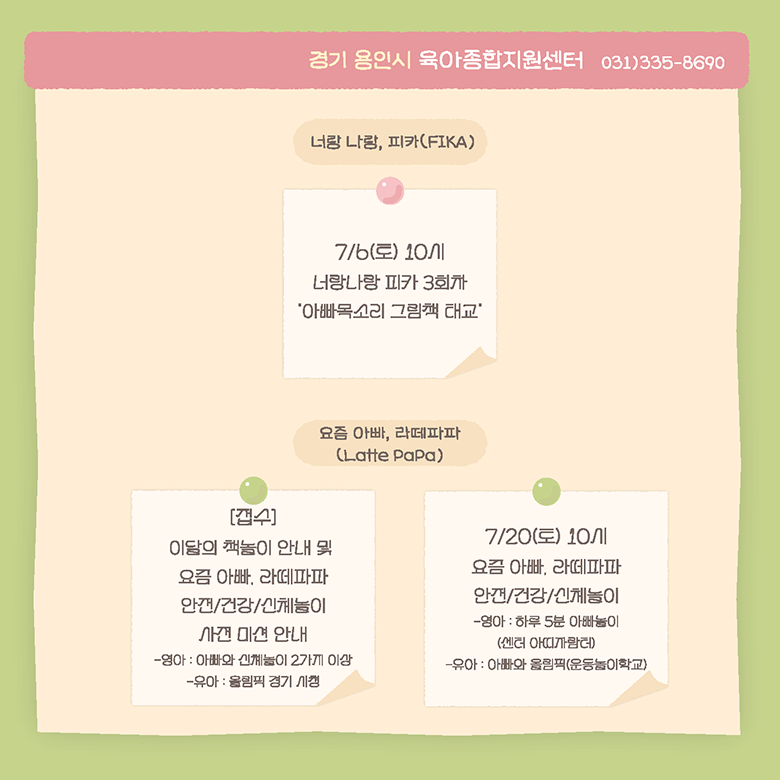 경기 용인시 육아종합지원센터 031)335-8690
너랑 나랑, 피카(FIKA)
7/6(토) 10시
너랑나랑 피카 3회차
"아빠목소리 그림책 태교"
요즘 아빠, 라떼파파
(Latte PaPa)
[접수]
이달의 책놀이 안내 및
요즘 아빠, 라떼파파
안전/건강/신체놀이
사전 미션 안내
-영아 : 아빠와 신체놀이 2가지 이상
-유아 : 올림픽 경기 시청
7/20(토) 10시
요즘 아빠, 라떼파파
안전/건강/신체놀이
-영아 : 하루 5분 아빠놀이
(센터 아띠자람터)
-유아 : 아빠와 올림픽(운동놀이학교)